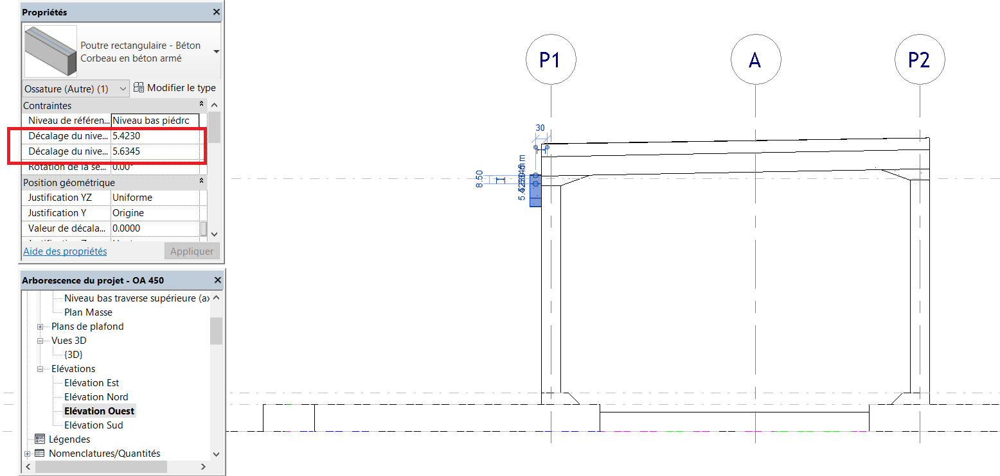 Propriétés
Poutre rectangulaire - Béton
Corbeau en béton armé
Ossature (Autre) (1)
Modifier le type
Contraintes
Niveau de référen... Niveau bas piédrc
Décalage du nive... 5.4230
Décalage du nive... 5.6345
Rotation de la se... 0.00°
Position géométrique
Justification YZ Uniforme
Justification Y Origine
Valeur de décala... 0.0000
Aide des propriétés
Appliquer
Arborescence du projet - OA 450
Niveau bas traverse supérieure (ax
Plan Masse
Plans de plafond
Vues 3D
{3D}
Elévations
Elévation Est
Elévation Nord
Elévation Ouest
Elévation Sud
Légendes
Nomenclatures/Quantités
P1
A
P2
30
8.50